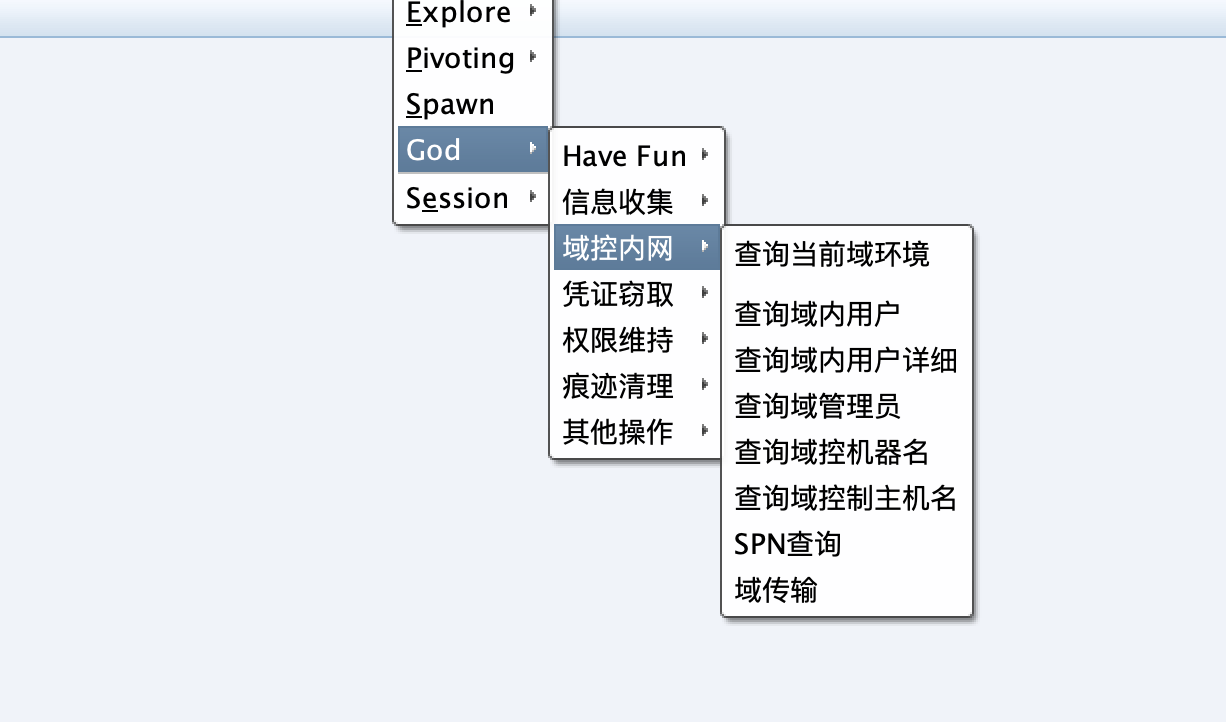 Explore
Pivoting
Spawn
God
Session
Have Fun
信息收集
域控内网
凭证窃取
权限维持
痕迹清理
其他操作
查询当前域环境
查询域内用户
查询域内用户详细
查询域管理员
查询域控机器名
查询域控制主机名
SPN查询
域传输